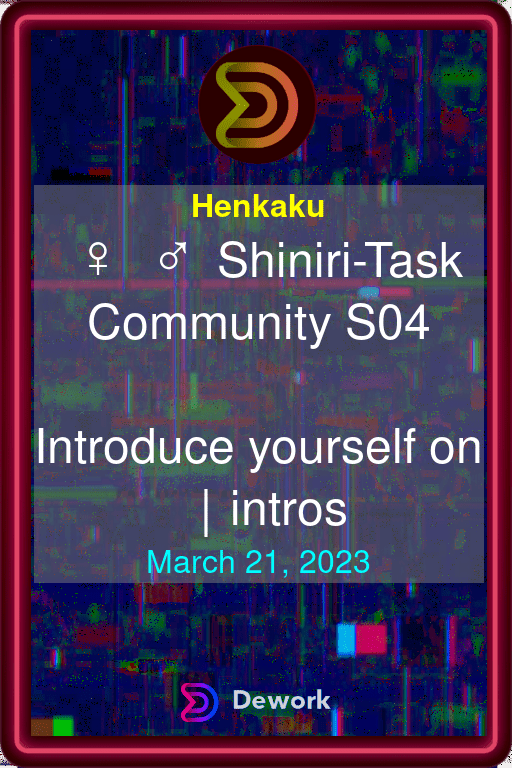 Henkaku
♀ ♂ Shiniri-Task
Community S04
Introduce yourself on
| intros
March 21, 2023
Dework